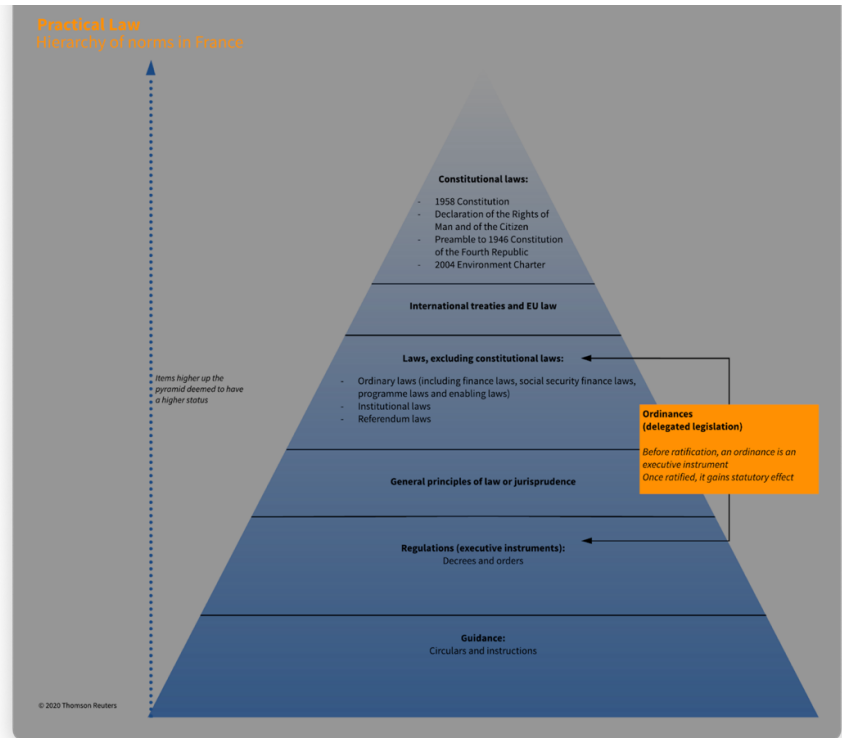 Practical Law
Hierarchy of norms in France
Constitutional laws:
- 1958 Constitution
- Declaration of the Rights of
Man and of the Citizen
- Preamble to 1946 Constitution
of the Fourth Republic
- 2004 Environment Charter
International treaties and EU law
Laws, excluding constitutional laws:
- Ordinary laws (including finance laws, social security finance laws,
programme laws and enabling laws)
- Institutional laws
- Referendum laws
Items higher up the
pyramid deemed to have
a higher status
Ordinances
(delegated legislation)
Before ratification, an ordinance is an
executive instrument
Once ratified, it gains statutory effect
General principles of law or jurisprudence
Regulations (executive instruments):
Decrees and orders
Guidance:
Circulars and instructions
© 2020 Thomson Reuters